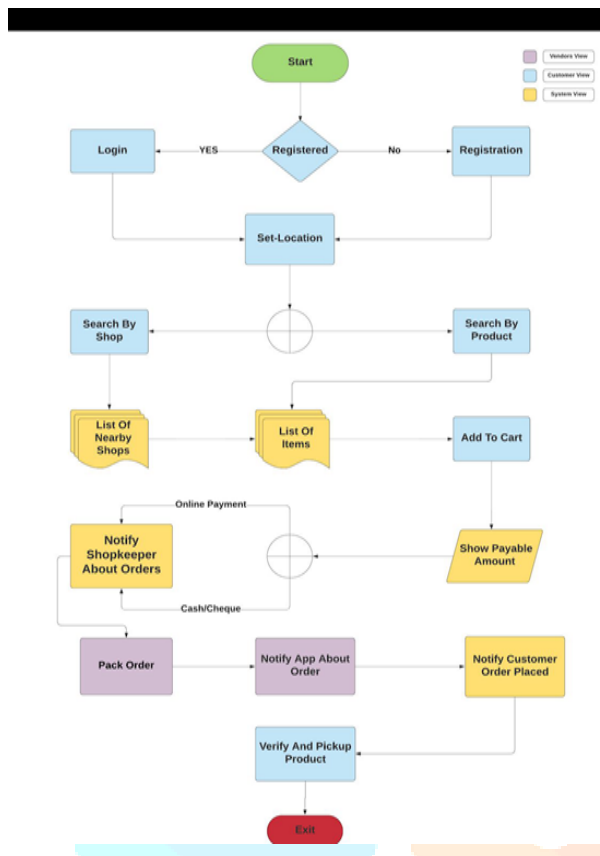 Start
Vendors View
Customer View
System View
Login
YES
Registered
No
Registration
Set-Location
Search By
Shop
Search By
Product
List Of
Nearby
Shops
List Of
Items
Add To Cart
Online Payment
Notify
Shopkeeper
About Orders
Show Payable
Amount
Cash/Cheque
Pack Order
Notify App About
Order
Notify Customer
Order Placed
Verify And Pickup
Product
Exit